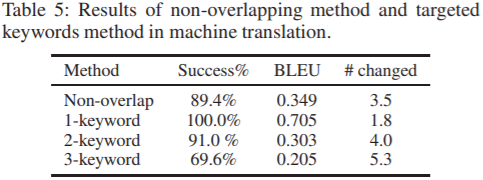 Table 5: Results of non-overlapping method and targeted
keywords method in machine translation.
Method Success% BLEU # changed
Non-overlap 89.4% 0.349 3.5
1-keyword 100.0% 0.705 1.8
2-keyword 91.0 % 0.303 4.0
3-keyword 69.6% 0.205 5.3